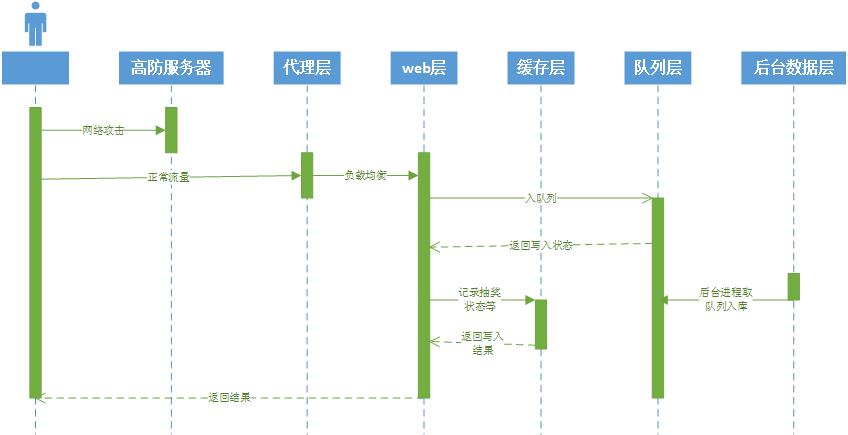 高防服务器
代理层
web层
缓存层
队列层
后台数据层
网络攻击
正常流量
负载均衡
入队列
返回写入状态
记录抽奖
状态等
后台进程取
队列入库
返回写入
结果
返回结果